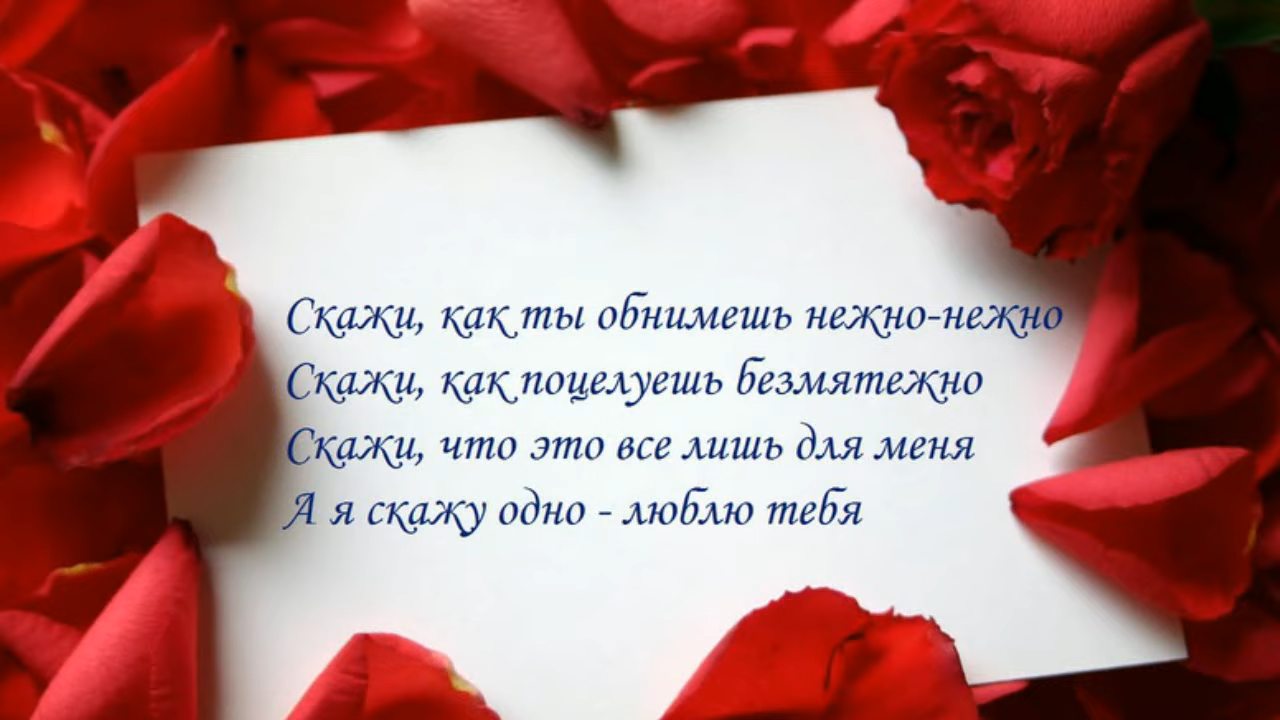 Скажи, как ты обнимешь нежно-нежно
Скажи, как поцелуешь безмятежно
Скажи, что это все лишь для меня
А я скажу одно - люблю тебя